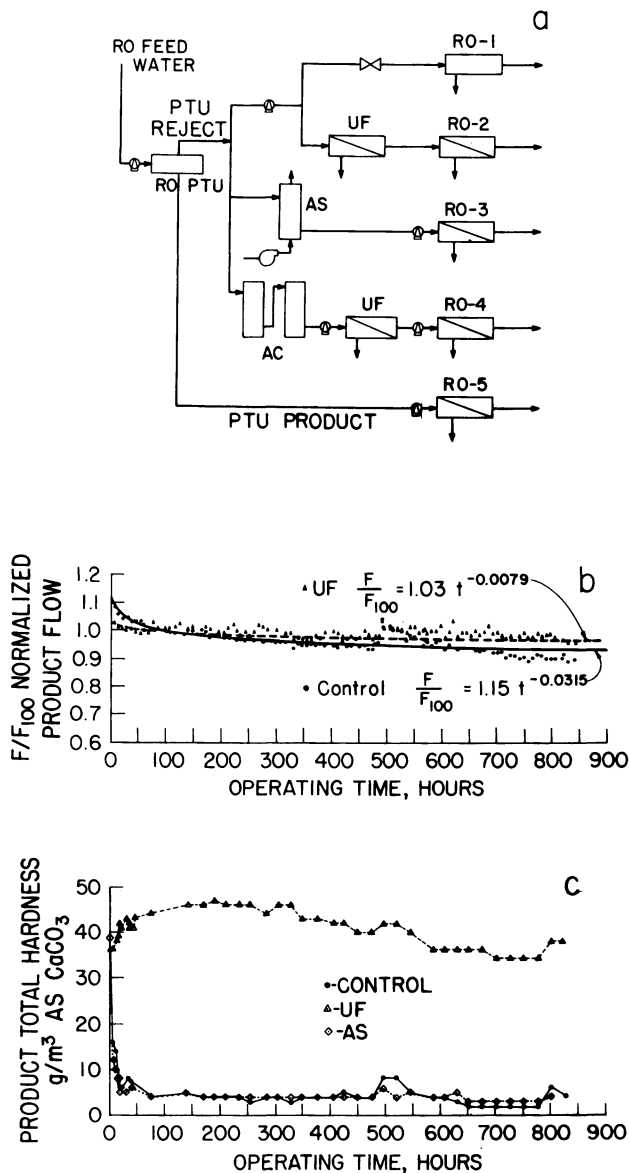 a
RO FEED
WATER
PTU
REJECT
RO PTU
RO-1
UF
RO-2
AS
RO-3
AC
UF
RO-4
RO-5
PTU PRODUCT
b
F/F100 NORMALIZED
PRODUCT FLOW
1.2
1.1
1.0
0.9
0.8
0.7
0.6
UF F/F100 = 1.03 t^-0.0079
Control F/F100 = 1.15 t^-0.0315
0 100 200 300 400 500 600 700 800 900
OPERATING TIME, HOURS
c
PRODUCT TOTAL HARDNESS
g/m³ AS CaCO3
50
40
30
20
10
0
-CONTROL
-UF
-AS
0 100 200 300 400 500 600 700 800 900
OPERATING TIME, HOURS